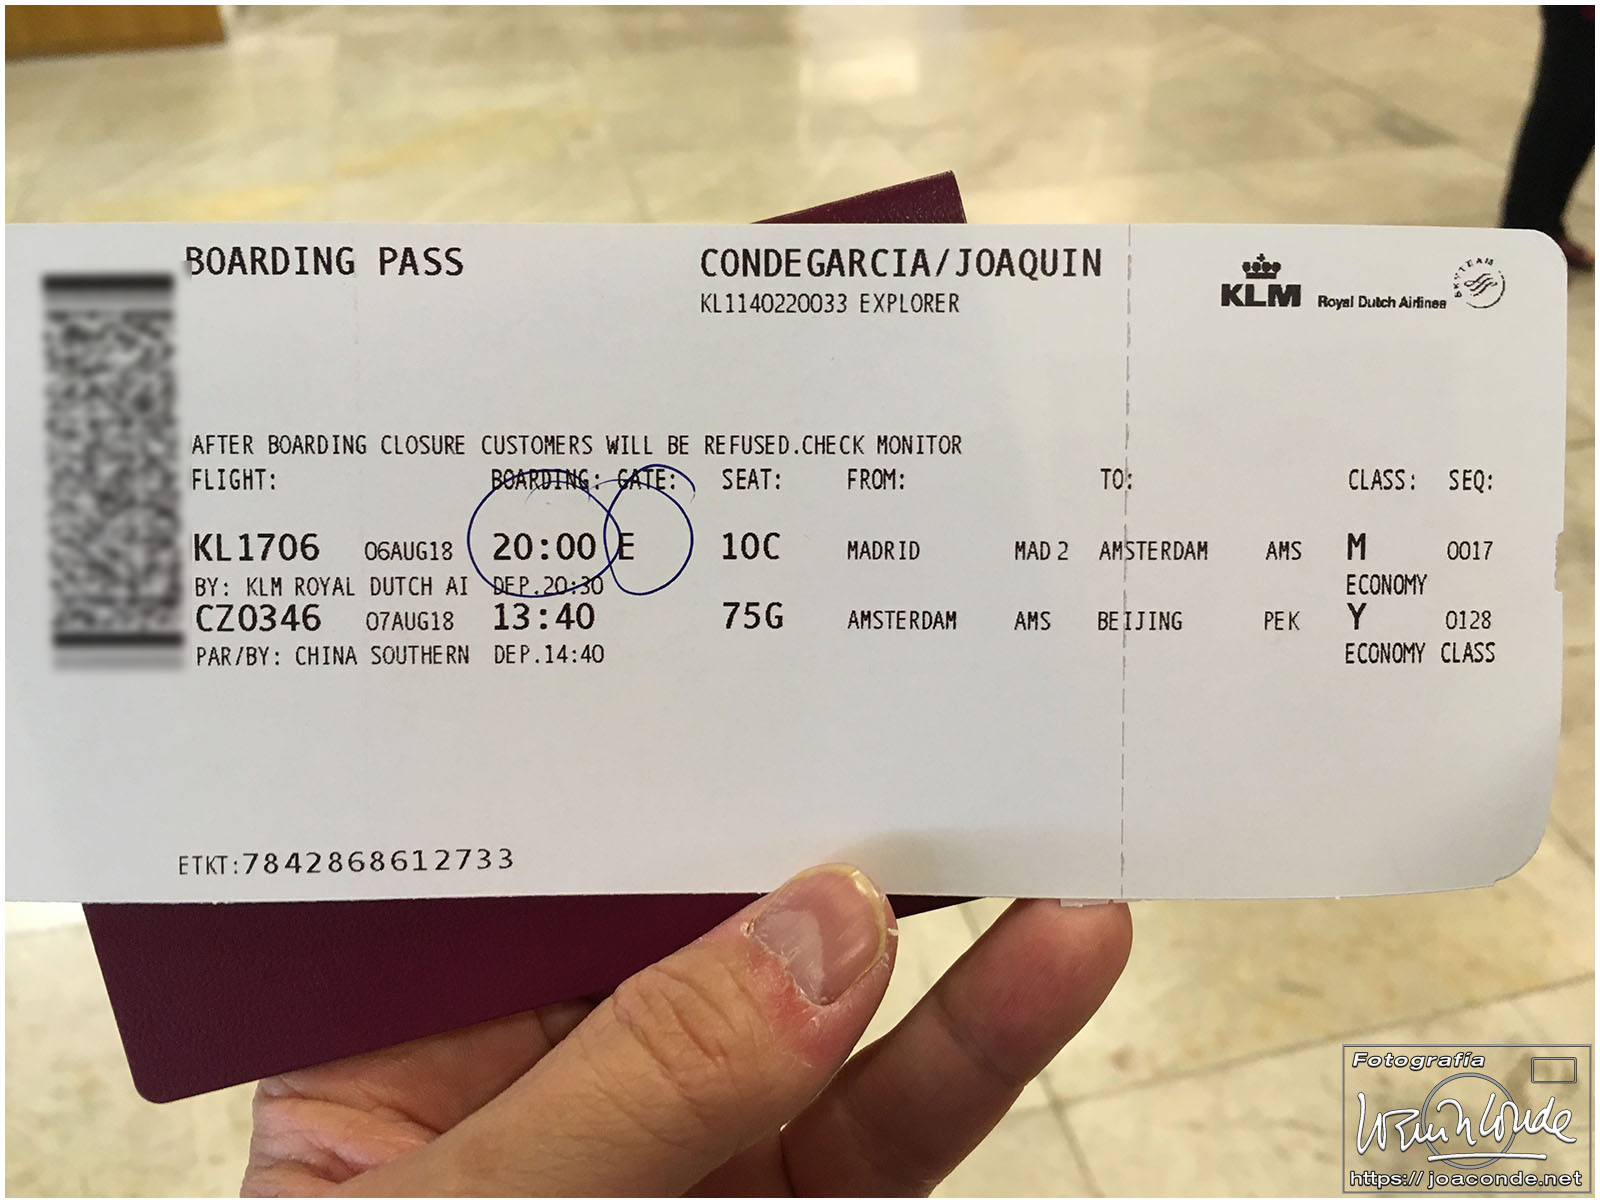 BOARDING PASS
CONDEGARCIA/JOAQUIN
KL1140220033 EXPLORER
KLM Royal Dutch Airlines
SKYTEAM
AFTER BOARDING CLOSURE CUSTOMERS WILL BE REFUSED.CHECK MONITOR
FLIGHT: BOARDING: GATE: SEAT: FROM: TO: CLASS: SEQ:
KL1706 06AUG18 20:00 E 10C MADRID MAD 2 AMSTERDAM AMS M 0017
BY: KLM ROYAL DUTCH AI DEP.20:30 ECONOMY
CZ0346 07AUG18 13:40 75G AMSTERDAM AMS BEIJING PEK Y 0128
PAR/BY: CHINA SOUTHERN DEP.14:40 ECONOMY CLASS
ETKT:7842868612733
Fotografía
https://joaconde.net